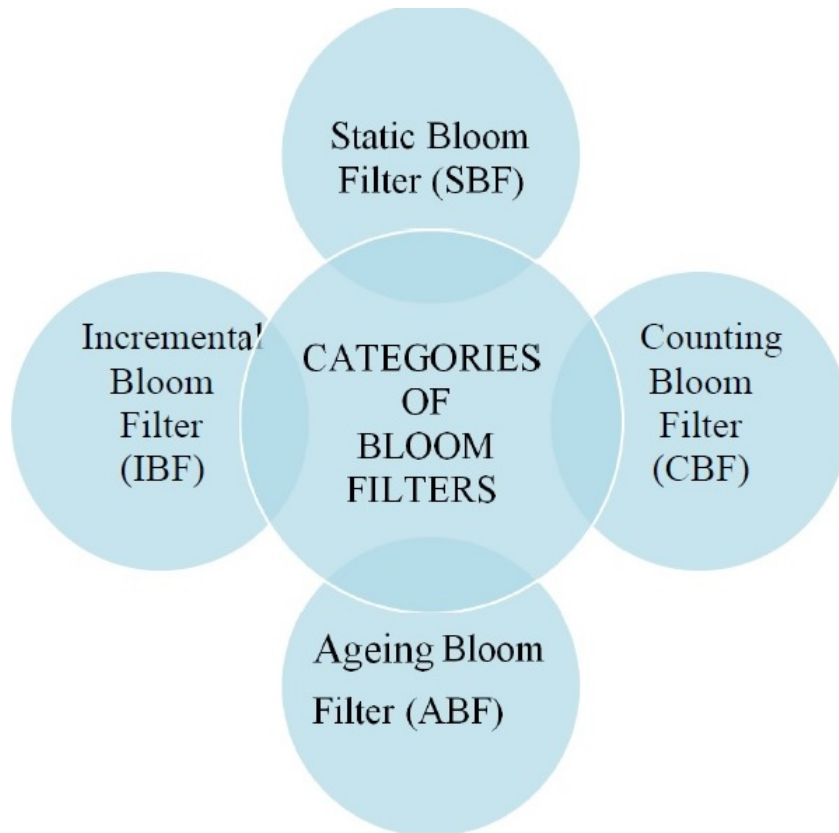 Static Bloom
Filter (SBF)
Incremental
Bloom
Filter
(IBF)
CATEGORIES
OF
BLOOM
FILTERS
Counting
Bloom
Filter
(CBF)
Ageing Bloom
Filter (ABF)